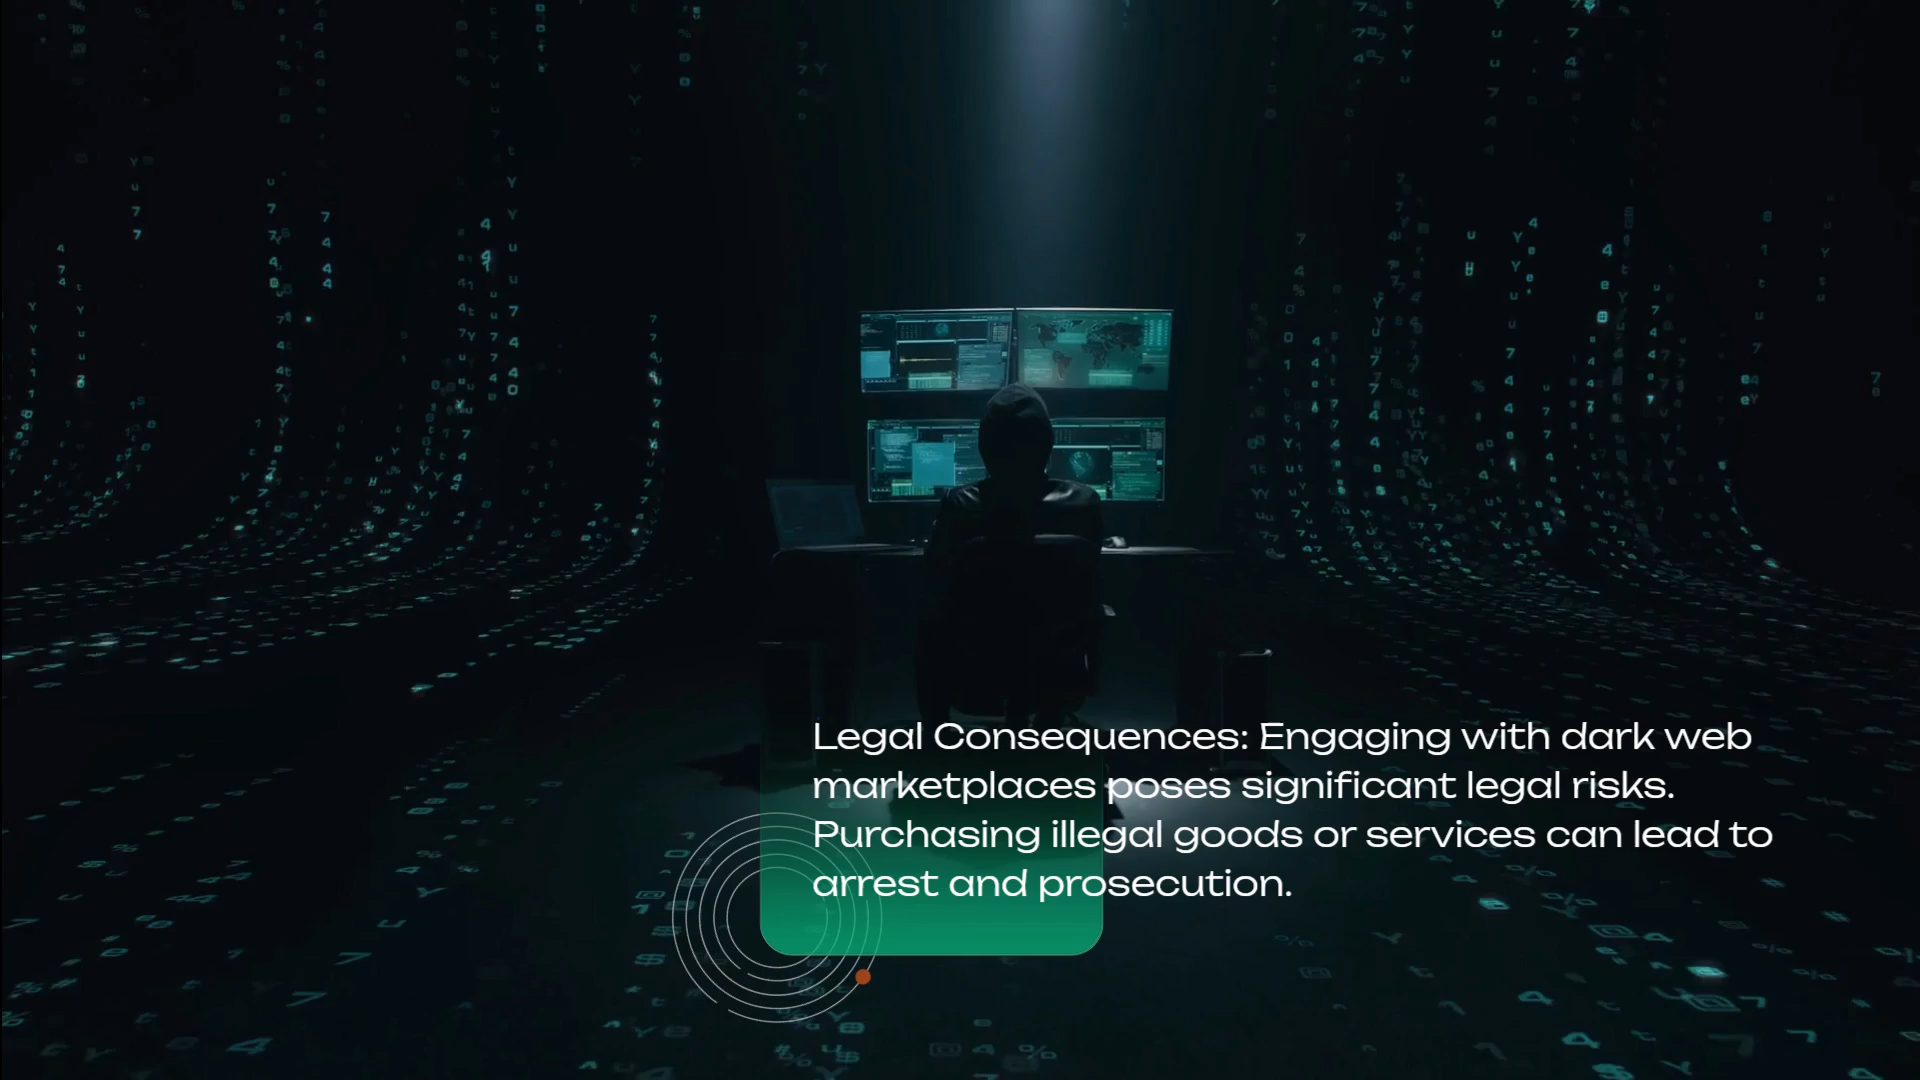 Legal Consequences: Engaging with dark web
marketplaces poses significant legal risks.
Purchasing illegal goods or services can lead to
arrest and prosecution.